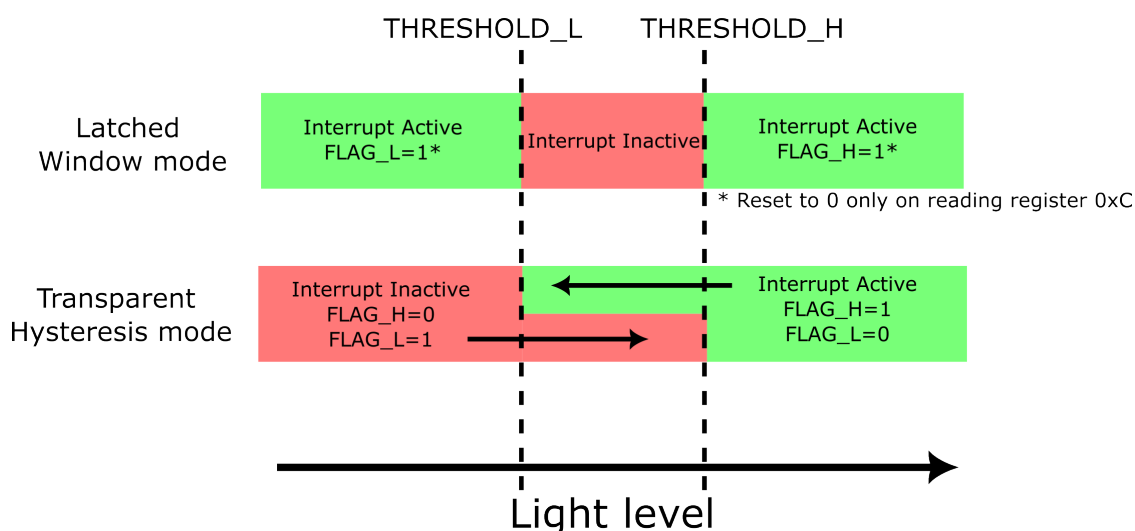 THRESHOLD_L THRESHOLD_H
Latched
Window mode
Interrupt Active
FLAG_L=1*
Interrupt Inactive
Interrupt Active
FLAG_H=1*
* Reset to 0 only on reading register 0xC
Transparent
Hysteresis mode
Interrupt Inactive
FLAG_H=0
FLAG_L=1
Interrupt Active
FLAG_H=1
FLAG_L=0
Light level